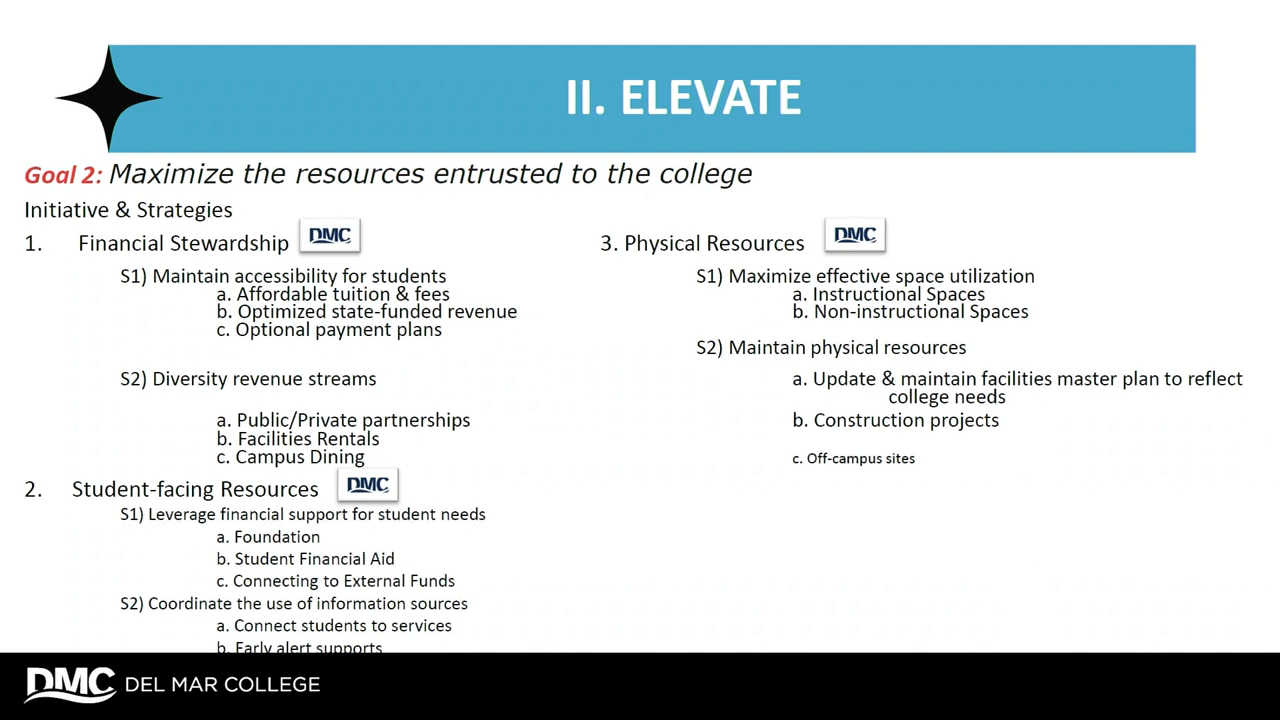 II. ELEVATE
Goal 2: Maximize the resources entrusted to the college
Initiative & Strategies
1. Financial Stewardship DMC
S1) Maintain accessibility for students
a. Affordable tuition & fees
b. Optimized state-funded revenue
c. Optional payment plans
S2) Diversity revenue streams
a. Public/Private partnerships
b. Facilities Rentals
c. Campus Dining
2. Student-facing Resources DMC
S1) Leverage financial support for student needs
a. Foundation
b. Student Financial Aid
c. Connecting to External Funds
S2) Coordinate the use of information sources
a. Connect students to services
b. Early alert supports
3. Physical Resources DMC
S1) Maximize effective space utilization
a. Instructional Spaces
b. Non-instructional Spaces
S2) Maintain physical resources
a. Update & maintain facilities master plan to reflect
college needs
b. Construction projects
c. Off-campus sites
DMC DEL MAR COLLEGE